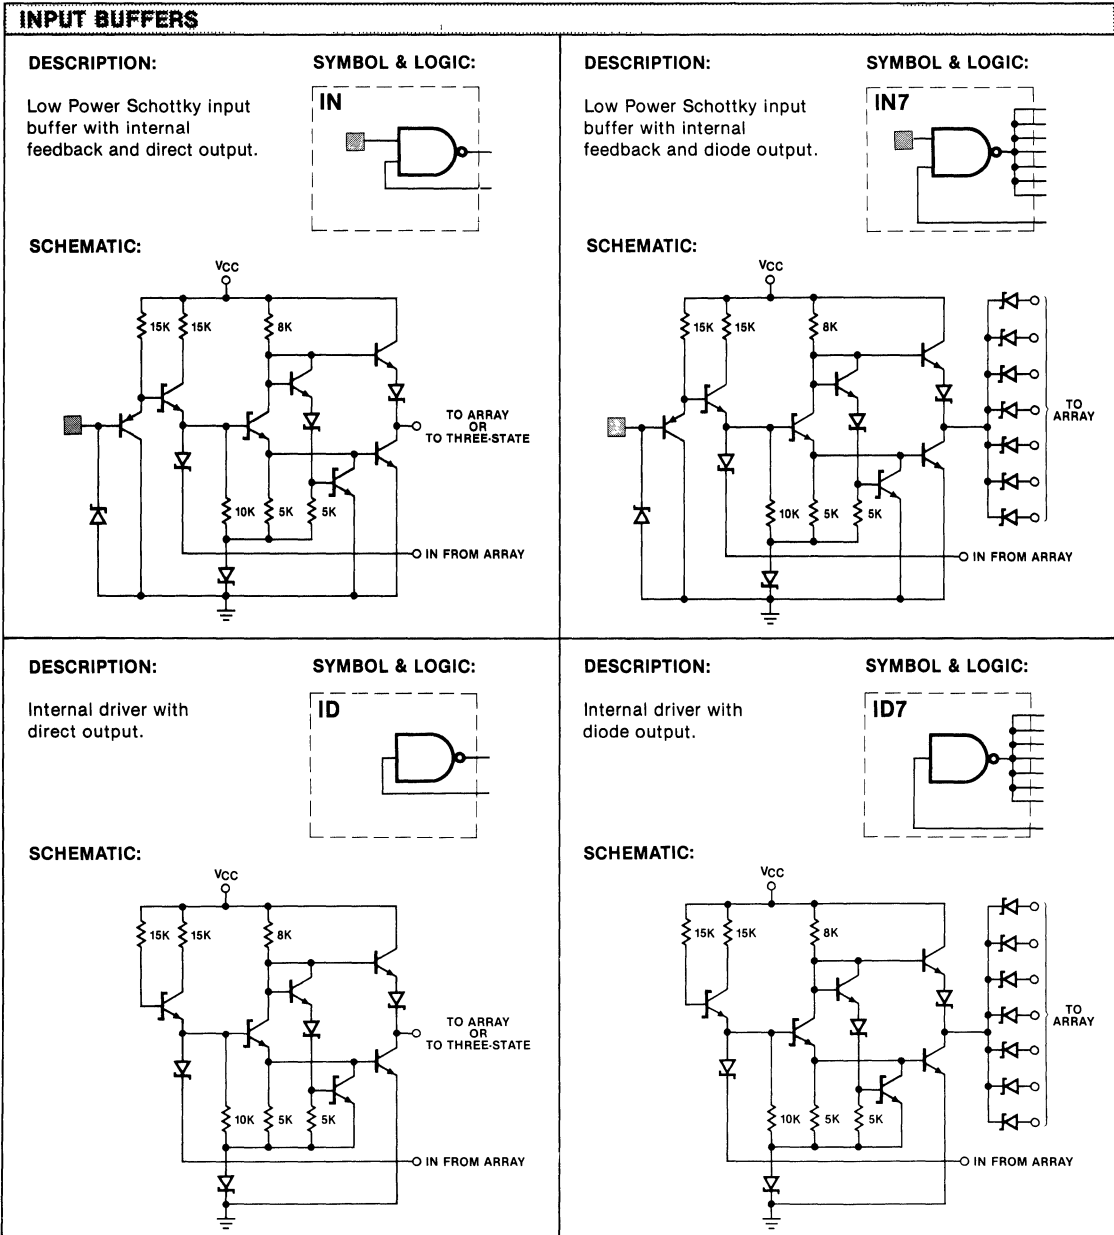 INPUT BUFFERS
DESCRIPTION:
Low Power Schottky input
buffer with internal
feedback and direct output.
SYMBOL & LOGIC:
IN
SCHEMATIC:
VCC
15K
15K
8K
10K
5K
5K
TO ARRAY
OR
TO THREE-STATE
IN FROM ARRAY
DESCRIPTION:
Low Power Schottky input
buffer with internal
feedback and diode output.
SYMBOL & LOGIC:
IN7
SCHEMATIC:
VCC
15K
15K
8K
10K
5K
5K
TO
ARRAY
IN FROM ARRAY
DESCRIPTION:
Internal driver with
direct output.
SYMBOL & LOGIC:
ID
SCHEMATIC:
VCC
15K
15K
8K
10K
5K
5K
TO ARRAY
OR
TO THREE-STATE
IN FROM ARRAY
DESCRIPTION:
Internal driver with
diode output.
SYMBOL & LOGIC:
ID7
SCHEMATIC:
VCC
15K
15K
8K
10K
5K
5K
TO
ARRAY
IN FROM ARRAY